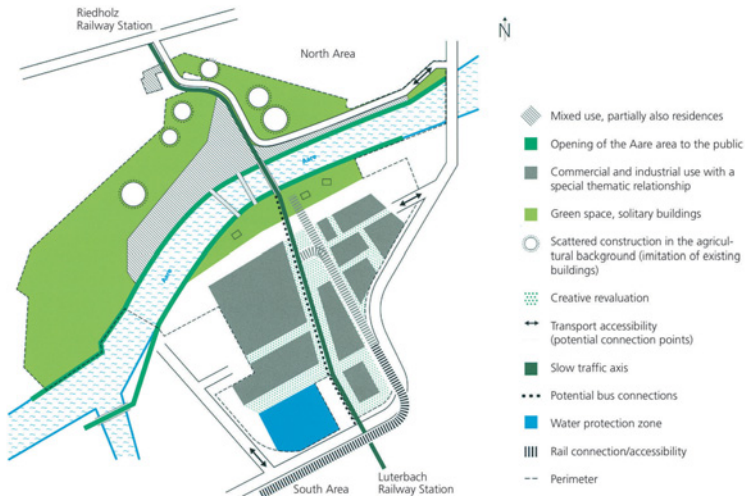 Riedholz
Railway Station
North Area
N
Aare
Aare
South Area
Luterbach
Railway Station
Mixed use, partially also residences
Opening of the Aare area to the public
Commercial and industrial use with a
special thematic relationship
Green space, solitary buildings
Scattered construction in the agricul-
tural background (imitation of existing
buildings)
Creative revaluation
Transport accessibility
(potential connection points)
Slow traffic axis
Potential bus connections
Water protection zone
Rail connection/accessibility
Perimeter